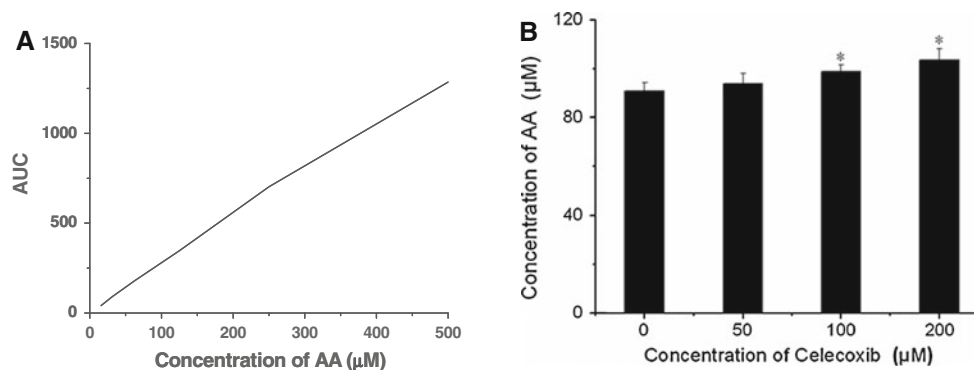 A
1500
1000
500
0
0 100 200 300 400 500
AUC
Concentration of AA (μM)
B
120
80
40
0
* *
0 50 100 200
Concentration of AA (μM)
Concentration of Celecoxib (μM)